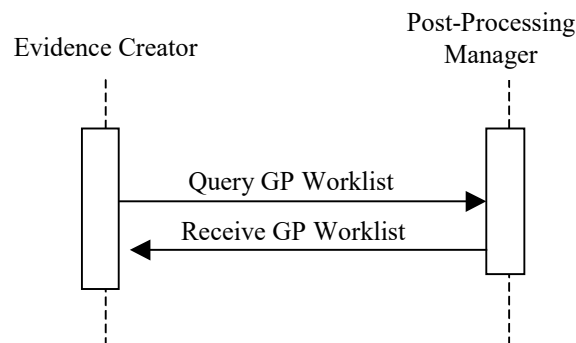 Evidence Creator
Post-Processing
Manager
Query GP Worklist
Receive GP Worklist